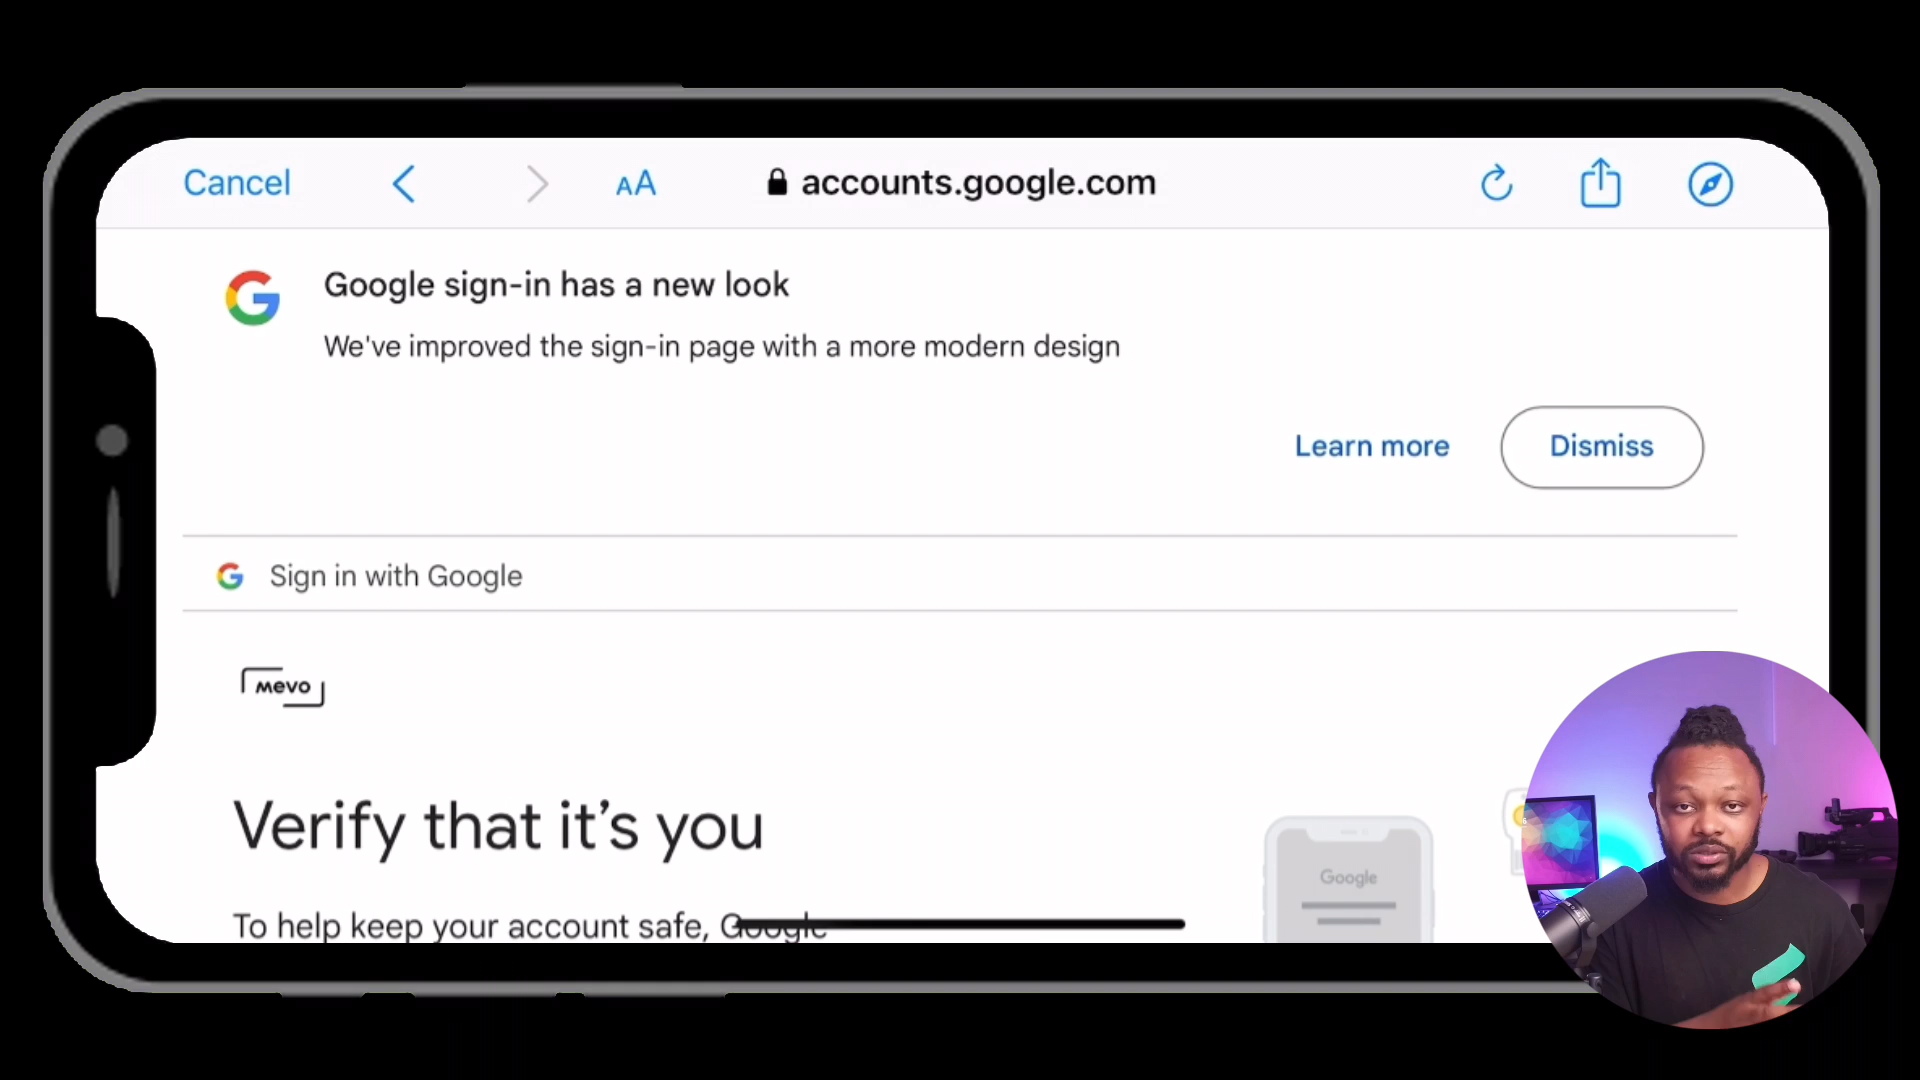 Cancel AA accounts.google.com
Google sign-in has a new look
We've improved the sign-in page with a more modern design
Learn more Dismiss
Sign in with Google
mevo
Verify that it's you
Google
To help keep your account safe, Google